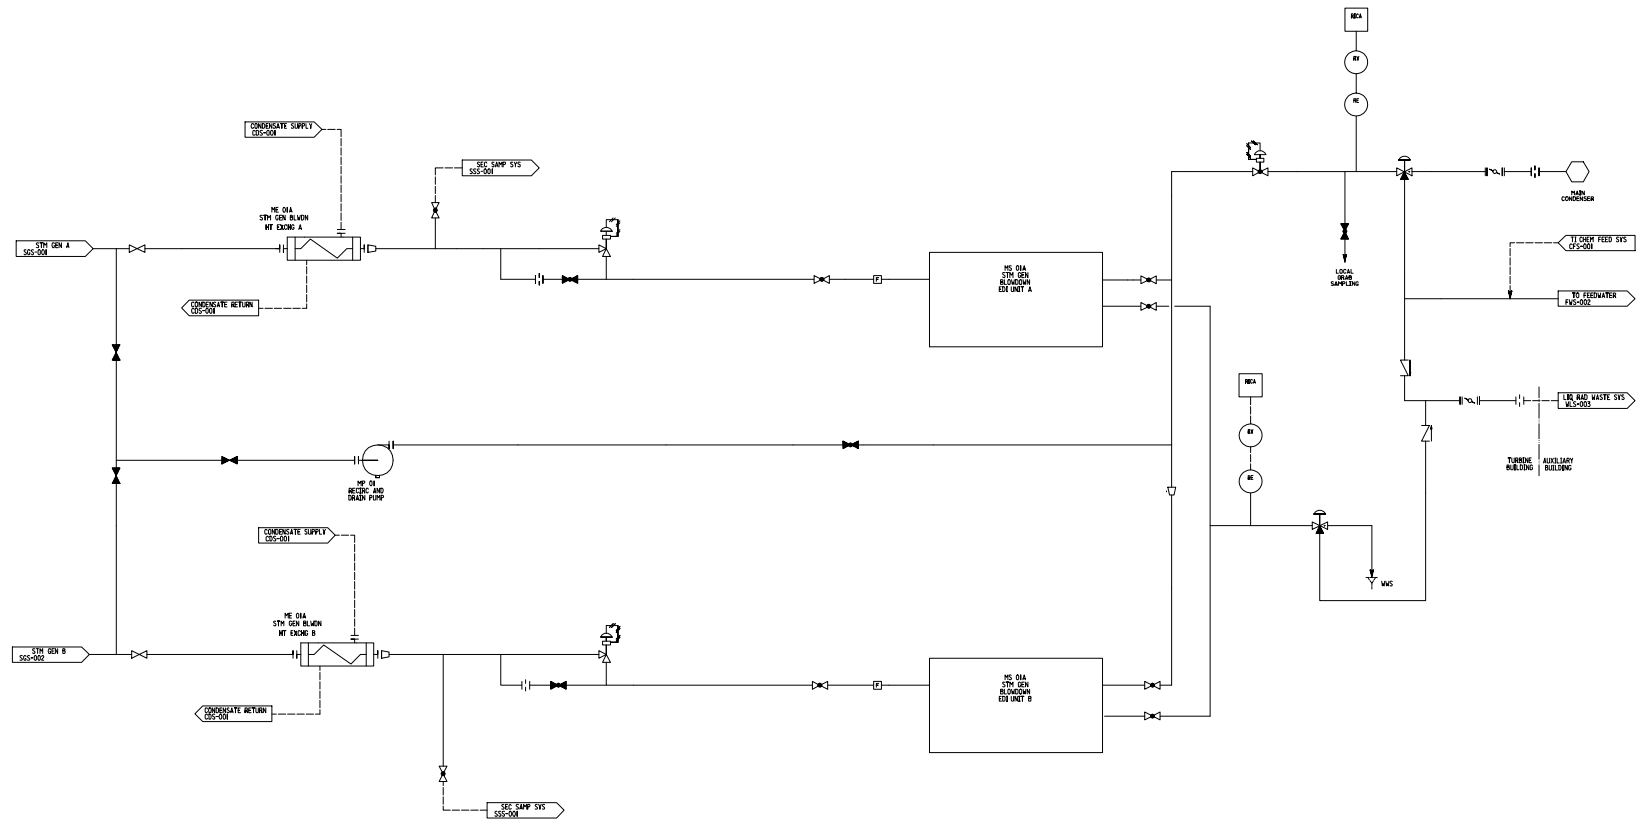 RICA
RY
RE
CONDENSATE SUPPLY
CDS-001
SEC SAMP SYS
SSS-001
MAIN
CONDENSER
ME 01A
STM GEN BLWDN
HT EXCHG A
STM GEN A
SGS-001
TI CHEM FEED SYS
CFS-001
MS 01A
STM GEN
BLOWDOWN
EDI UNIT A
LOCAL
GRAB
SAMPLING
CONDENSATE RETURN
CDS-001
TO FEEDWATER
FWS-002
F
RICA
LIQ RAD WASTE SYS
WLS-003
TURBINE
BUILDING
AUXILIARY
BUILDING
MP 01
RECIRC AND
DRAIN PUMP
CONDENSATE SUPPLY
CDS-001
WWS
ME 01A
STM GEN BLWDN
HT EXCHG B
STM GEN B
SGS-002
MS 01A
STM GEN
BLOWDOWN
EDI UNIT B
F
CONDENSATE RETURN
CDS-001
SEC SAMP SYS
SSS-001